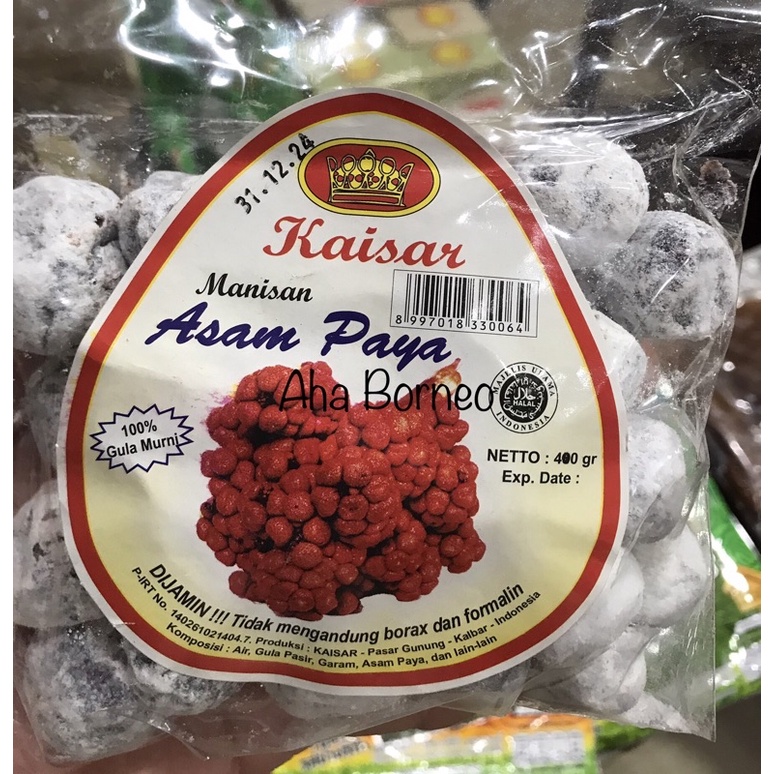 31.12.24
Kaisar
Manisan
Asam Paya
8 997018 330064
Aha Borneo
MAJELIS ULAMA
HALAL
INDONESIA
100%
Gula Murni
NETTO : 400 gr
Exp. Date :
DIJAMIN !!! Tidak mengandung borax dan formalin
P-IRT No. 140261021404.7. Produksi : KAISAR - Pasar Gunung - Kalbar - Indonesia
Komposisi : Air, Gula Pasir, Garam, Asam Paya, dan lain-lain